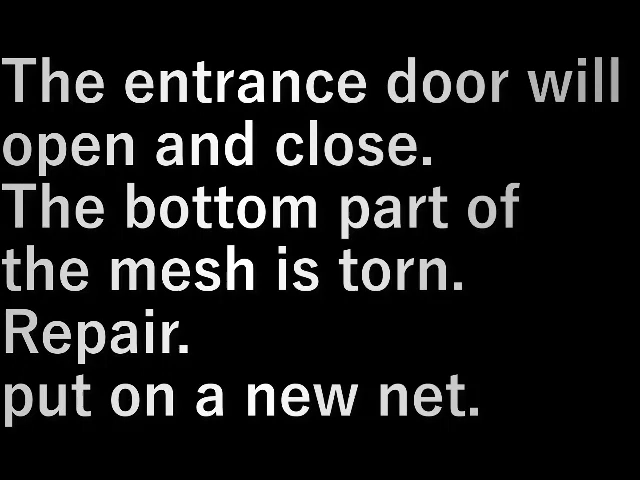 The entrance door will
open and close.
The bottom part of
the mesh is torn.
Repair.
put on a new net.